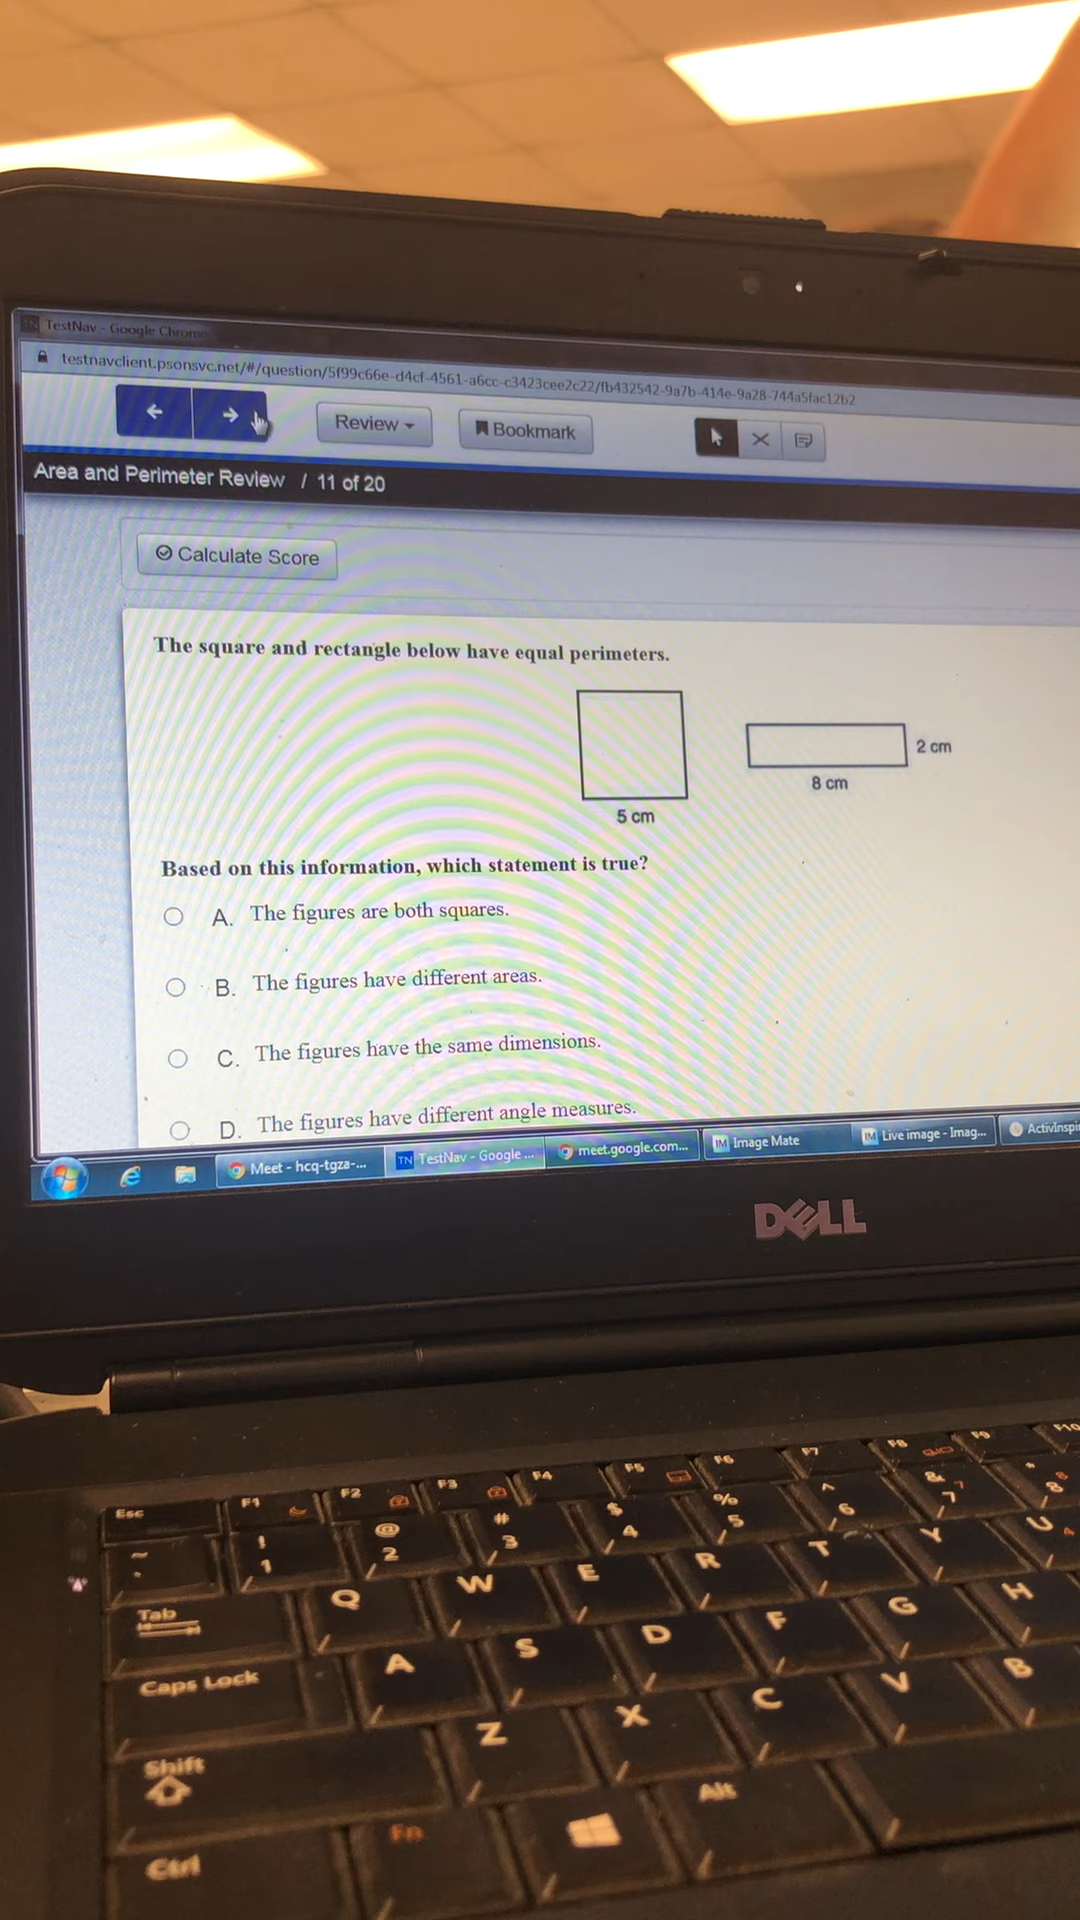 TestNav - Google Chrome
testnavclient.psonsvc.net/#/question/5f99c66e-d4cf-4561-a6cc-c3423cee2c22/fb432542-9a7b-414e-9a28-744a5fac12b2
Review
Bookmark
Area and Perimeter Review / 11 of 20
Calculate Score
The square and rectangle below have equal perimeters.
2 cm
8 cm
5 cm
Based on this information, which statement is true?
A. The figures are both squares.
B. The figures have different areas.
C. The figures have the same dimensions.
D. The figures have different angle measures.
Meet - hcq-tgza-...
TN TestNav - Google ...
meet.google.com...
IM Image Mate
IM Live image - Imag...
ActivInspi
DELL
Esc F1 F2 F3 F4 F5 F6 F7 F8 F9 F10
~ ! 1 @ 2 # 3 $ 4 % 5 ^ 6 & 7 * 8
Tab Q W E R T Y U
Caps Lock A S D F G H
Shift Z X C V B
Ctrl Fn Alt